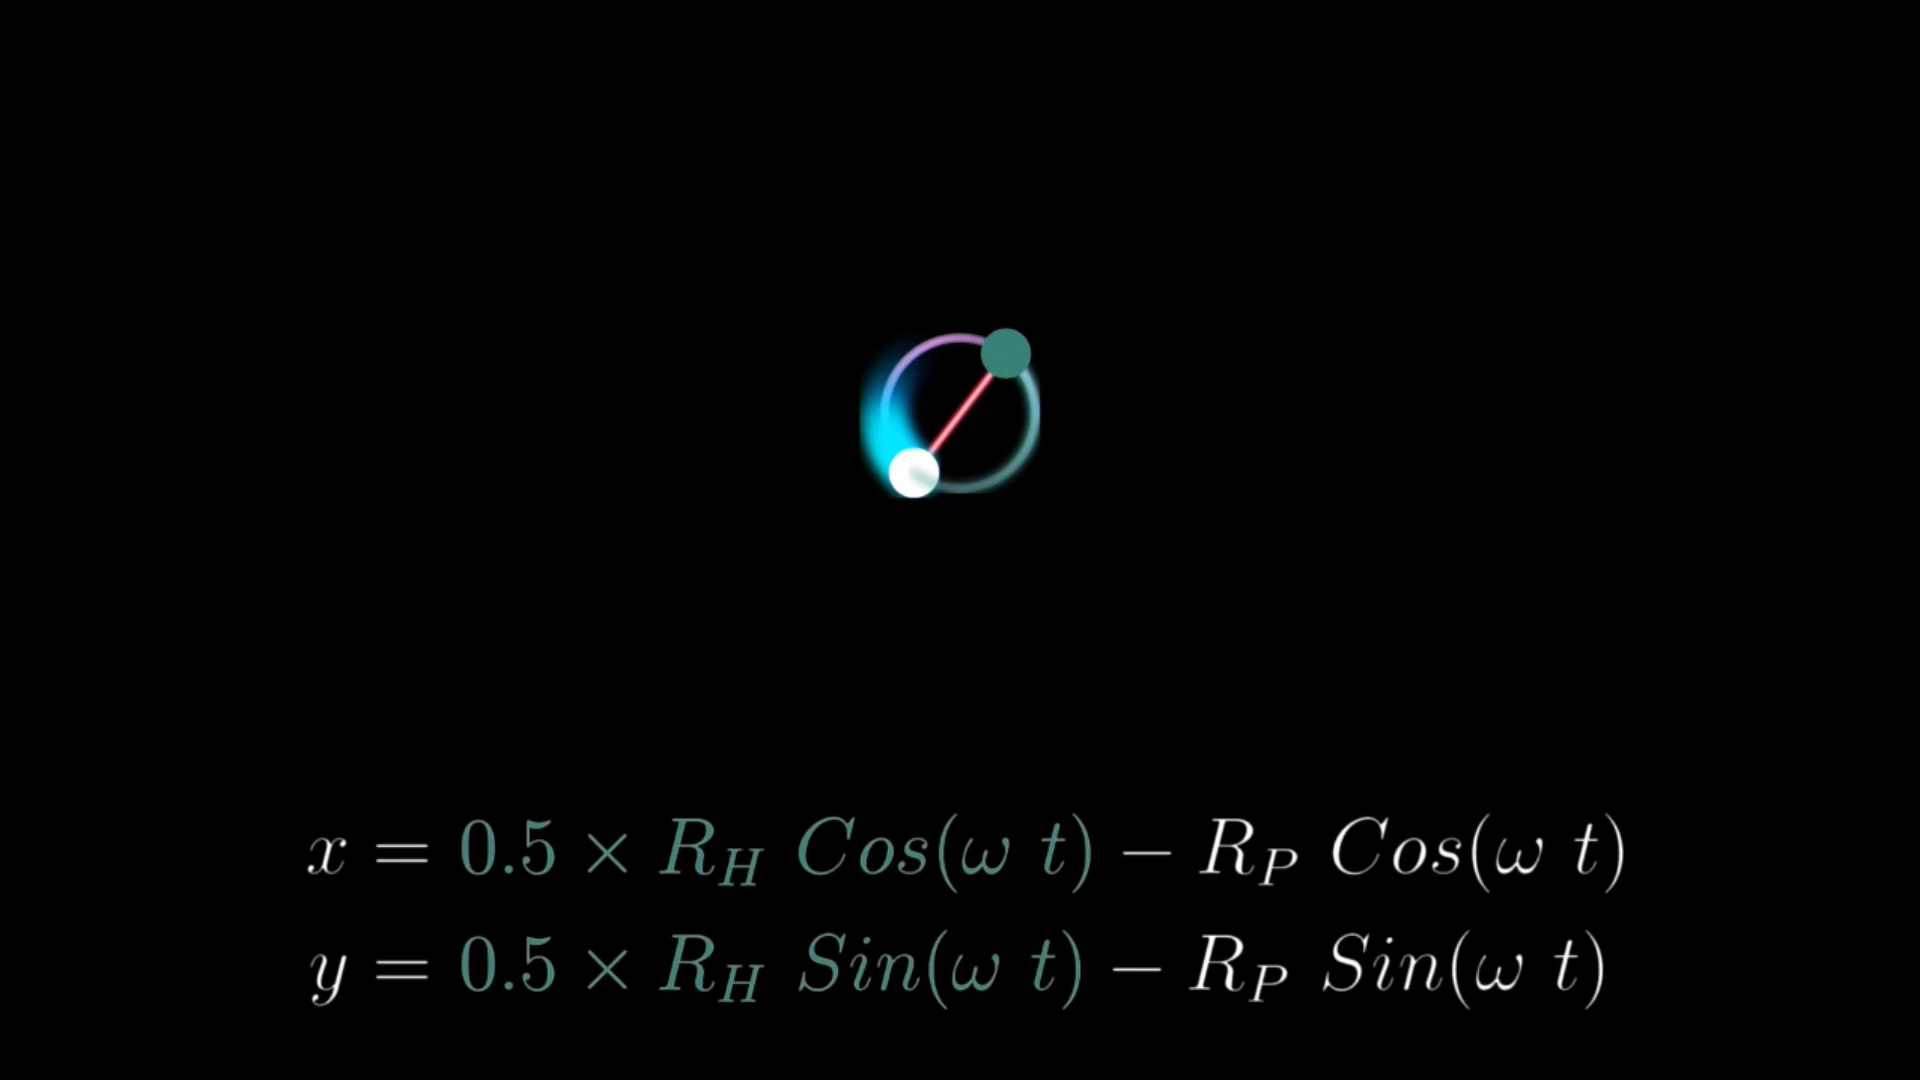 x = 0.5 × R_H Cos(ω t) − R_P Cos(ω t)
y = 0.5 × R_H Sin(ω t) − R_P Sin(ω t)